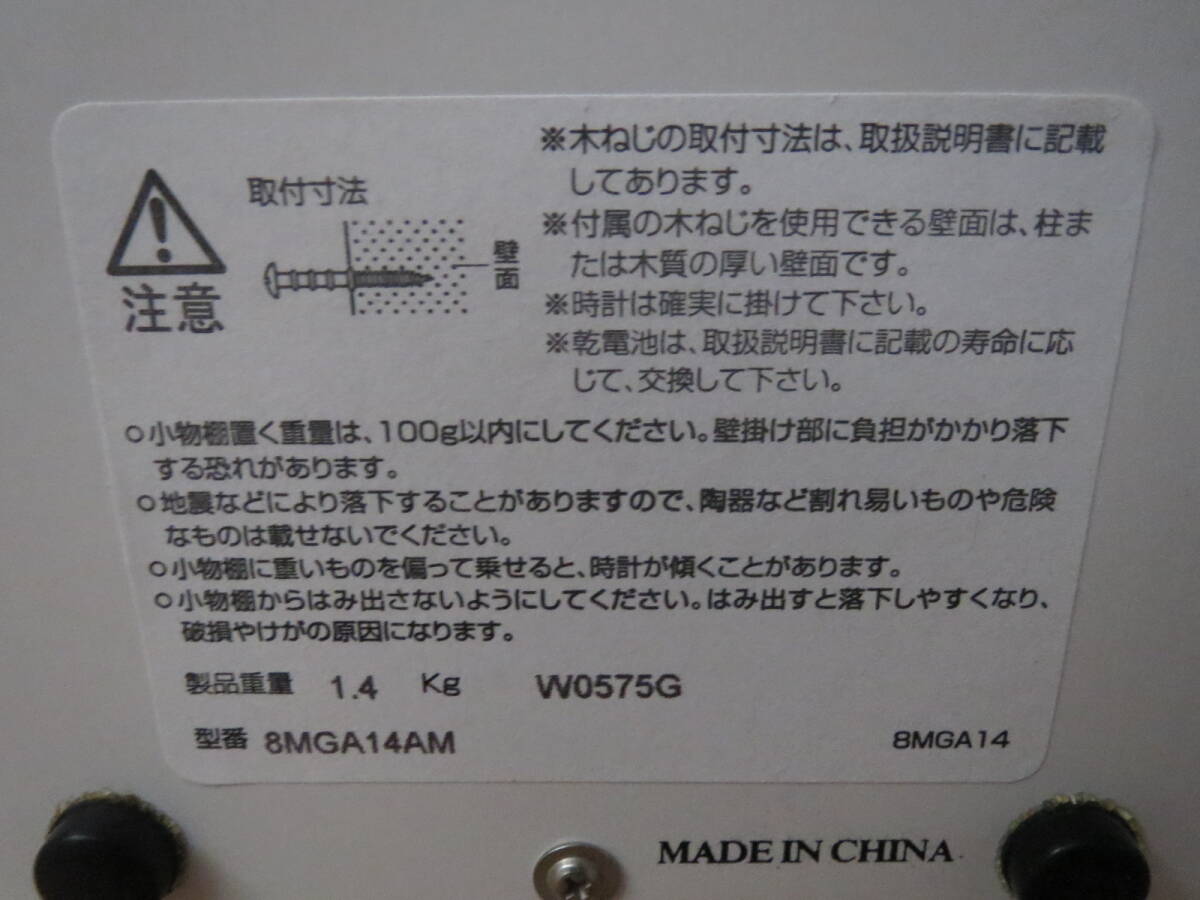 注意
取付寸法
壁面
※木ねじの取付寸法は、取扱説明書に記載
してあります。
※付属の木ねじを使用できる壁面は、柱ま
たは木質の厚い壁面です。
※時計は確実に掛けて下さい。
※乾電池は、取扱説明書に記載の寿命に応
じて、交換して下さい。
○小物棚置く重量は、100g以内にしてください。壁掛け部に負担がかかり落下
する恐れがあります。
○地震などにより落下することがありますので、陶器など割れ易いものや危険
なものは載せないでください。
○小物棚に重いものを偏って乗せると、時計が傾くことがあります。
○小物棚からはみ出さないようにしてください。はみ出すと落下しやすくなり、
破損やけがの原因になります。
製品重量 1.4 Kg W0575G
型番 8MGA14AM 8MGA14
MADE IN CHINA